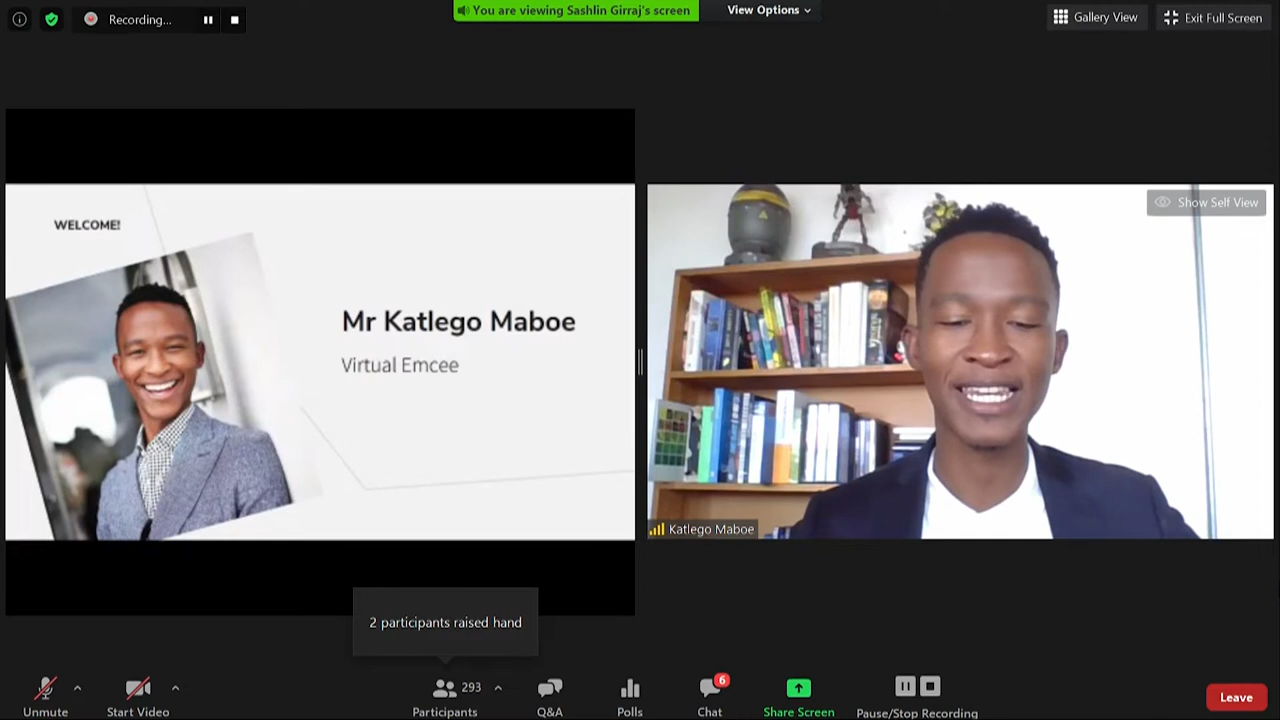 Recording...
You are viewing Sashlin Girraj's screen
View Options
Gallery View
Exit Full Screen
WELCOME!
Mr Katlego Maboe
Virtual Emcee
Show Self View
Katlego Maboe
2 participants raised hand
Unmute
Start Video
293
Participants
Q&A
Polls
6
Chat
Share Screen
Pause/Stop Recording
Leave